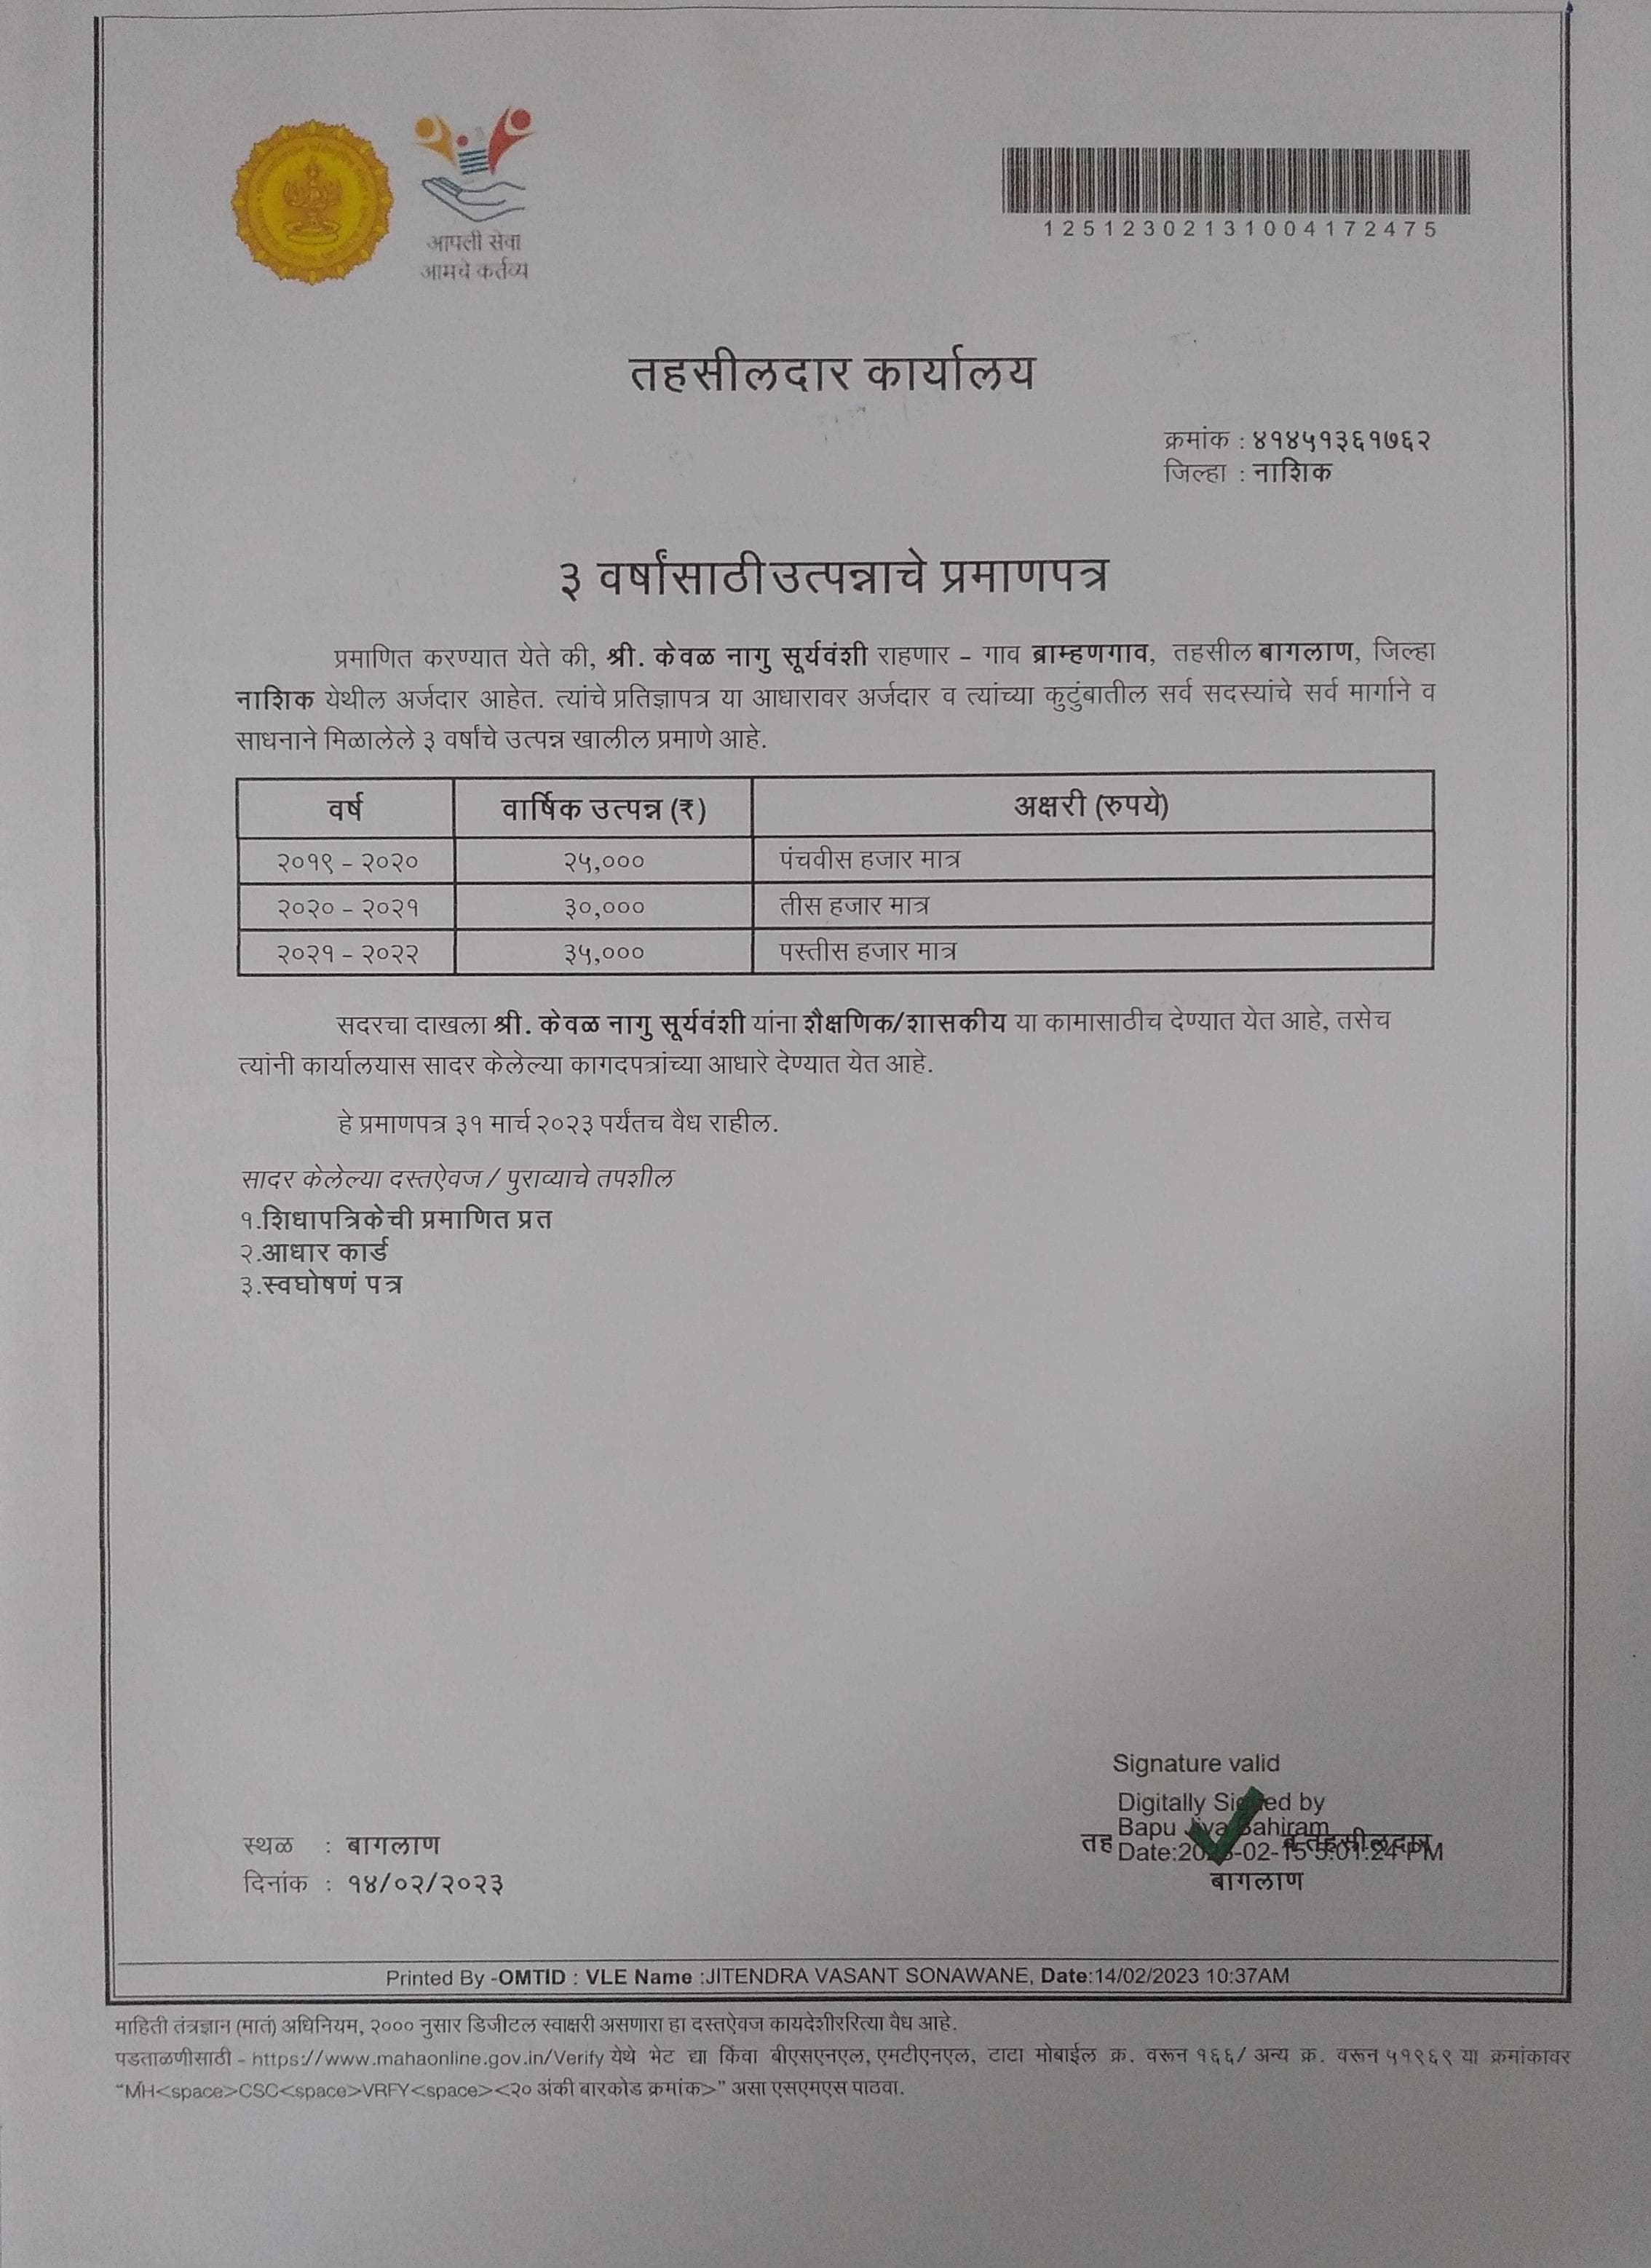 आपली सेवा
आमचे कर्तव्य
12512302131004172475
तहसीलदार कार्यालय
क्रमांक : ४१४५१३६१७६२
जिल्हा : नाशिक
३ वर्षांसाठी उत्पन्नाचे प्रमाणपत्र
प्रमाणित करण्यात येते की, श्री. केवळ नागु सूर्यवंशी राहणार - गाव ब्राम्हणगाव, तहसील बागलाण, जिल्हा
नाशिक येथील अर्जदार आहेत. त्यांचे प्रतिज्ञापत्र या आधारावर अर्जदार व त्यांच्या कुटुंबातील सर्व सदस्यांचे सर्व मार्गाने व
साधनाने मिळालेले ३ वर्षांचे उत्पन्न खालील प्रमाणे आहे.
वर्ष वार्षिक उत्पन्न (₹) अक्षरी (रुपये)
२०१९ - २०२० २५,००० पंचवीस हजार मात्र
२०२० - २०२१ ३०,००० तीस हजार मात्र
२०२१ - २०२२ ३५,००० पस्तीस हजार मात्र
सदरचा दाखला श्री. केवळ नागु सूर्यवंशी यांना शैक्षणिक/शासकीय या कामासाठीच देण्यात येत आहे, तसेच
त्यांनी कार्यालयास सादर केलेल्या कागदपत्रांच्या आधारे देण्यात येत आहे.
हे प्रमाणपत्र ३१ मार्च २०२३ पर्यंतच वैध राहील.
सादर केलेल्या दस्तऐवज / पुराव्याचे तपशील
१.शिधापत्रिकेची प्रमाणित प्रत
२.आधार कार्ड
३.स्वघोषणं पत्र
Signature valid
Digitally Signed by
Bapu Jiva Bahiram
Date:2023-02-15 5:01:24 PM
बागलाण
स्थळ : बागलाण
दिनांक : १४/०२/२०२३
Printed By -OMTID : VLE Name :JITENDRA VASANT SONAWANE, Date:14/02/2023 10:37AM
माहिती तंत्रज्ञान (मातं) अधिनियम, २००० नुसार डिजीटल स्वाक्षरी असणारा हा दस्तऐवज कायदेशीररित्या वैध आहे.
पडताळणीसाठी - https://www.mahaonline.gov.in/Verify येथे भेट द्या किंवा बीएसएनएल, एमटीएनएल, टाटा मोबाईल क्र. वरून १६६/ अन्य क्र. वरून ५१९६९ या क्रमांकावर
“MH<space>CSC<space>VRFY<space><२० अंकी बारकोड क्रमांक>” असा एसएमएस पाठवा.